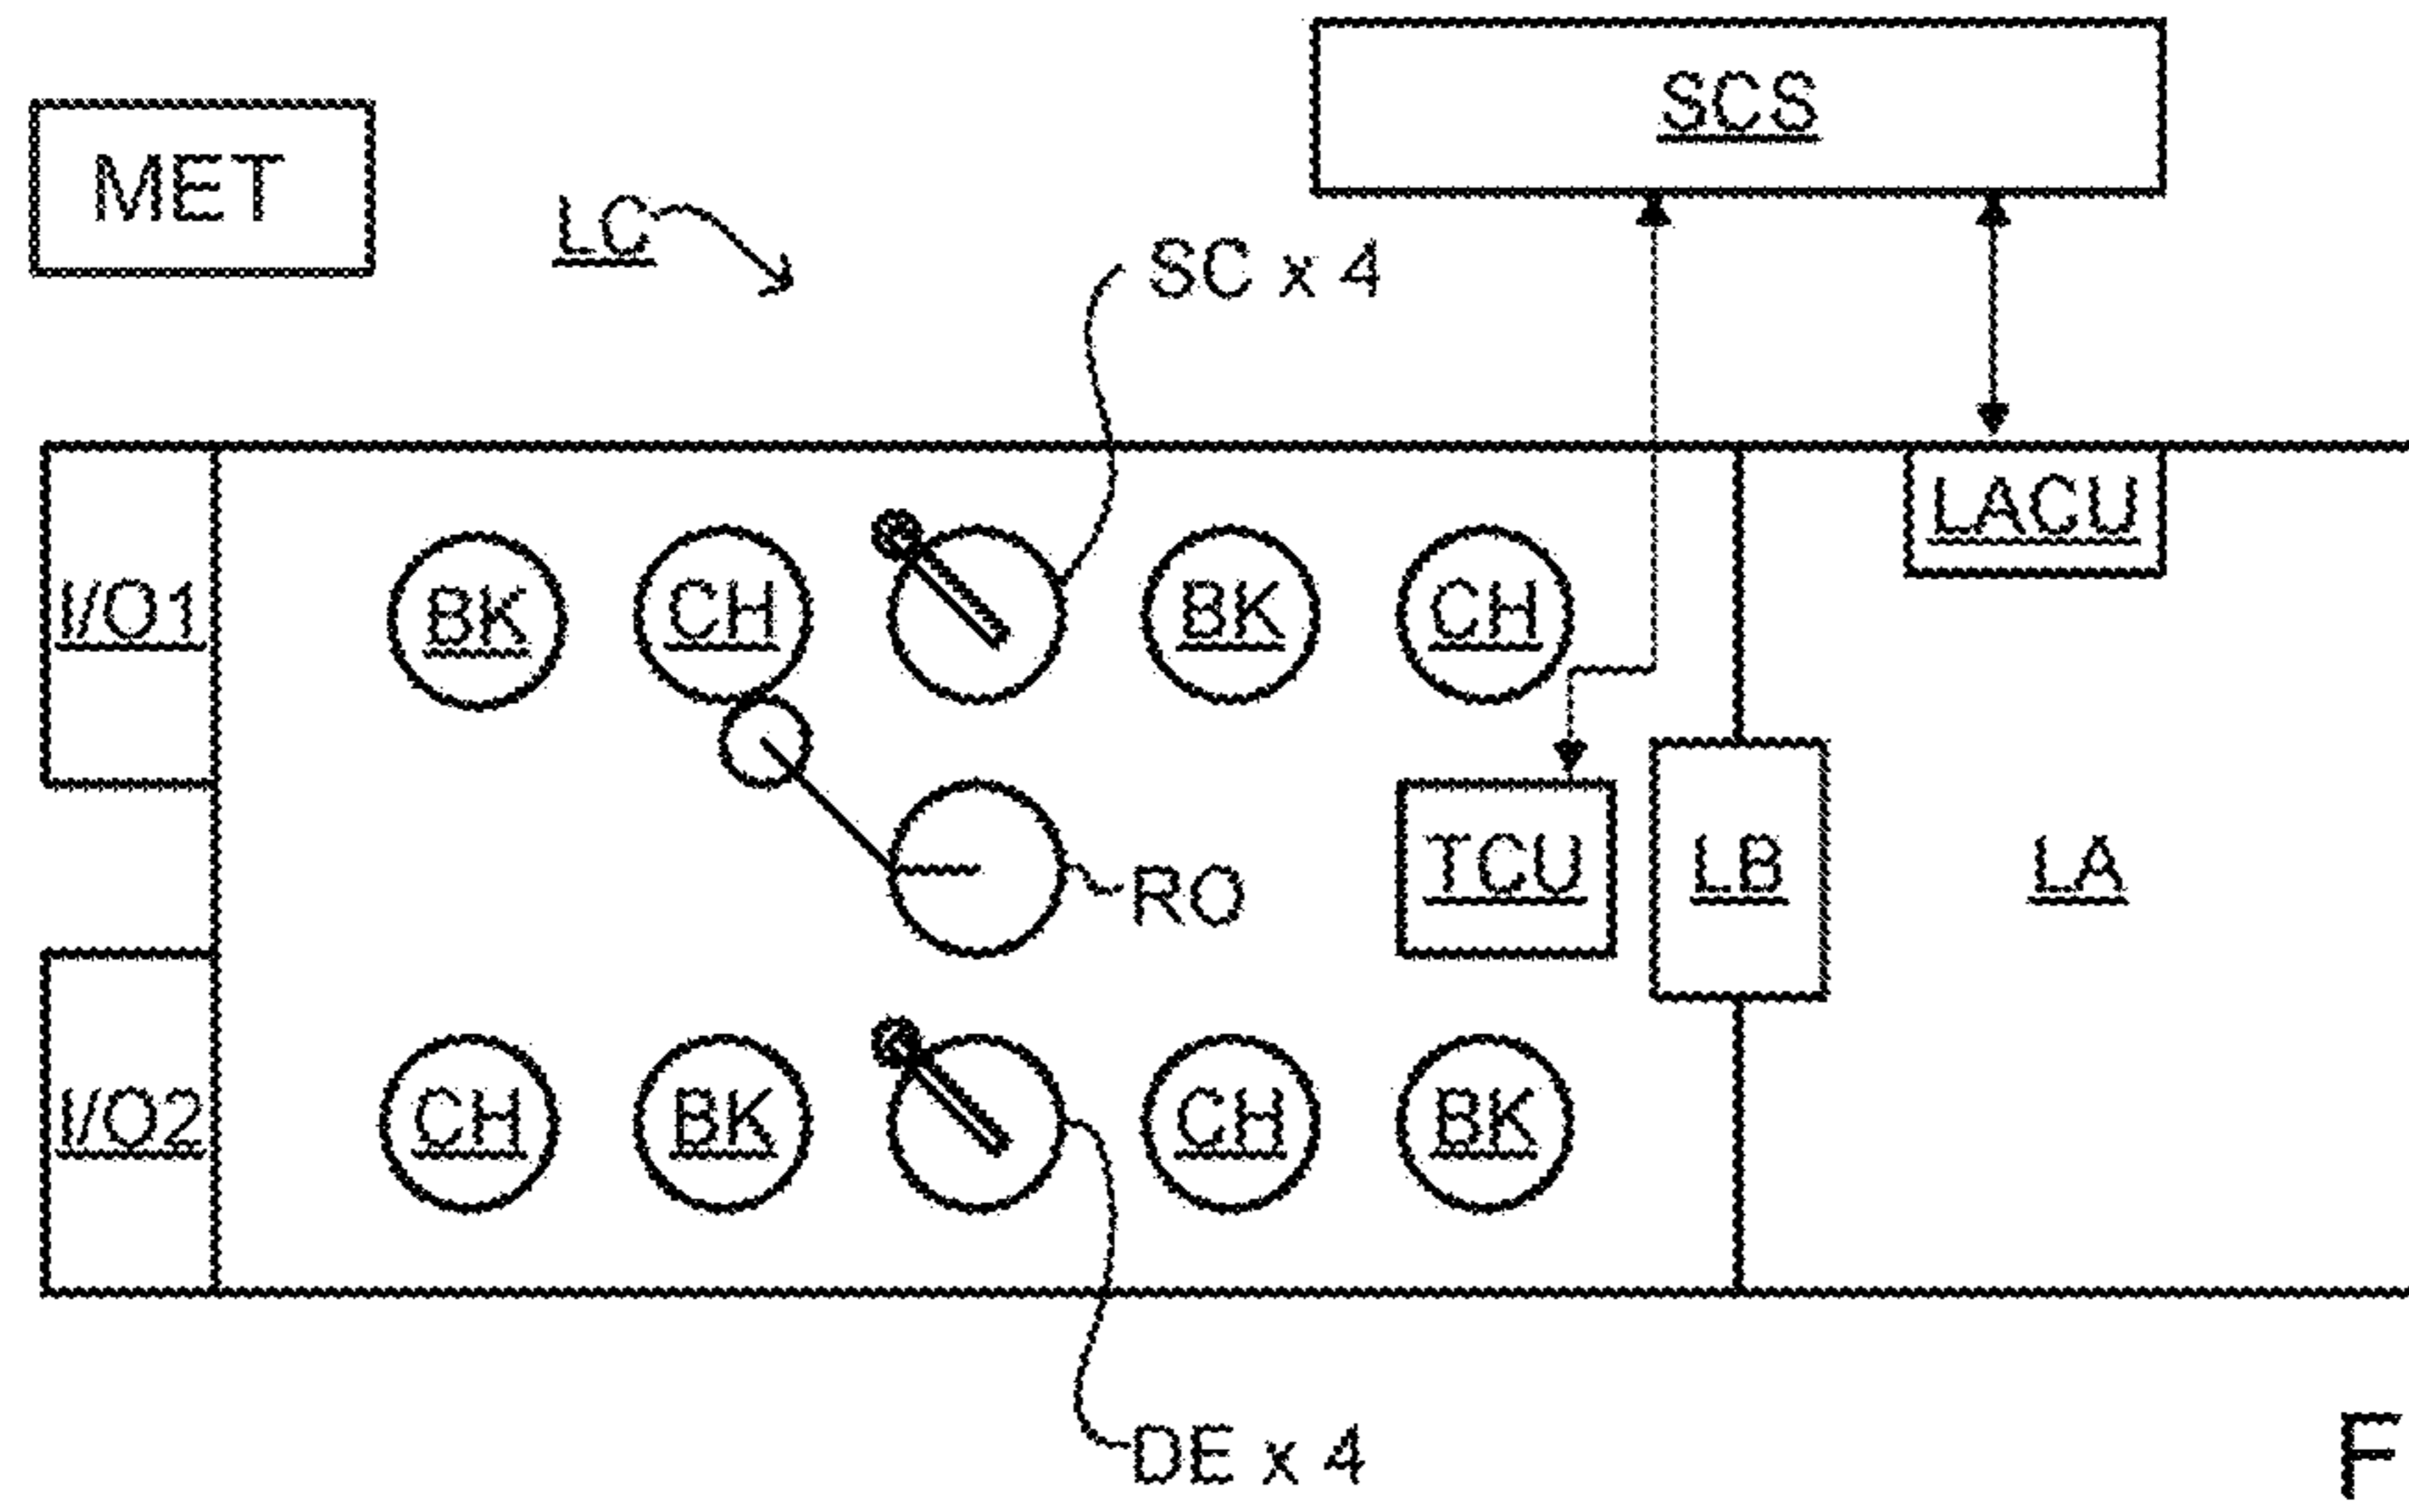 SCS
MET
LC
SC x 4
LACU
I/O1
BK
CH
BK
CH
TCU
LB
LA
RO
I/O2
CH
BK
CH
BK
DE x 4
F